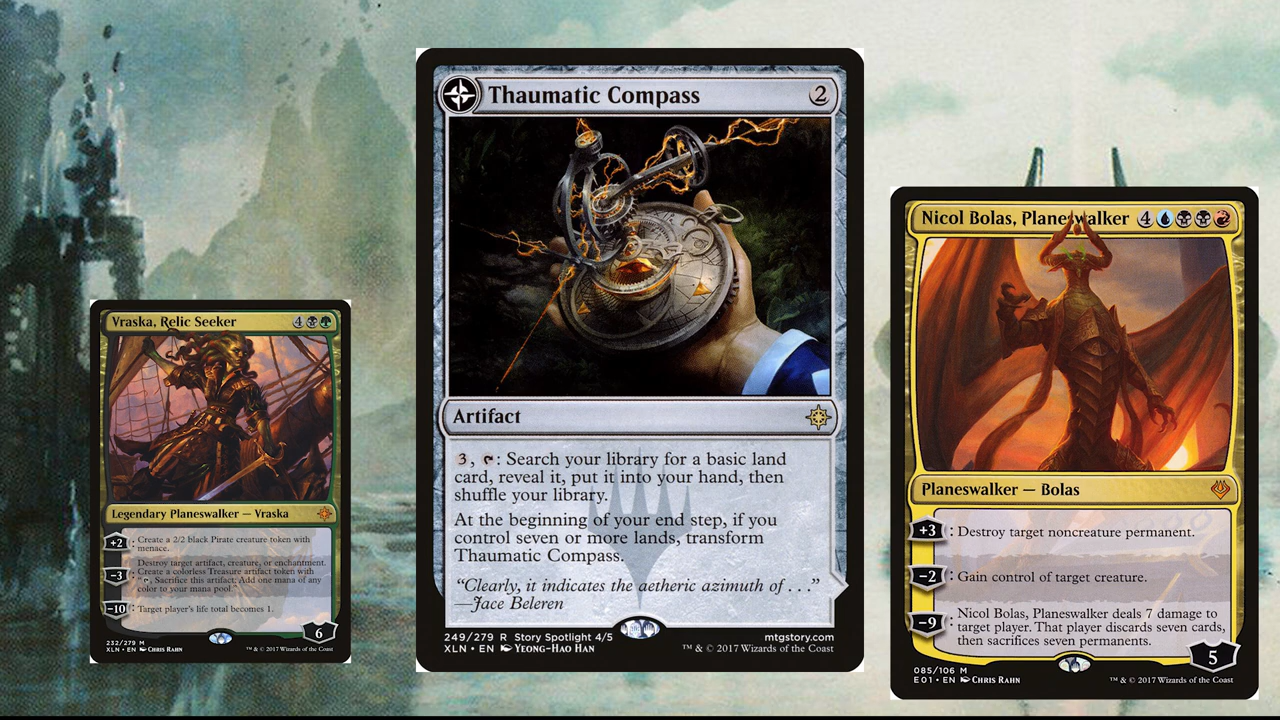 Vraska, Relic Seeker 4
Legendary Planeswalker — Vraska
+2 : Create a 2/2 black Pirate creature token with
menace.
Destroy target artifact, creature, or enchantment.
Create a colorless Treasure artifact token with
-3 : "T, Sacrifice this artifact: Add one mana of any
color to your mana pool."
-10 : Target player's life total becomes 1.
6
232/279 M
XLN • EN Chris Rahn
™ & © 2017 Wizards of the Coast
Thaumatic Compass 2
Artifact
3, T: Search your library for a basic land
card, reveal it, put it into your hand, then
shuffle your library.
At the beginning of your end step, if you
control seven or more lands, transform
Thaumatic Compass.
"Clearly, it indicates the aetheric azimuth of . . ."
—Jace Beleren
249/279 R Story Spotlight 4/5
XLN • EN Yeong-Hao Han
mtgstory.com
™ & © 2017 Wizards of the Coast
Nicol Bolas, Planeswalker 4
Planeswalker — Bolas
+3 : Destroy target noncreature permanent.
-2 : Gain control of target creature.
-9 : Nicol Bolas, Planeswalker deals 7 damage to
target player. That player discards seven cards,
then sacrifices seven permanents.
5
085/106 M
E01 • EN Chris Rahn
™ & © 2017 Wizards of the Coast